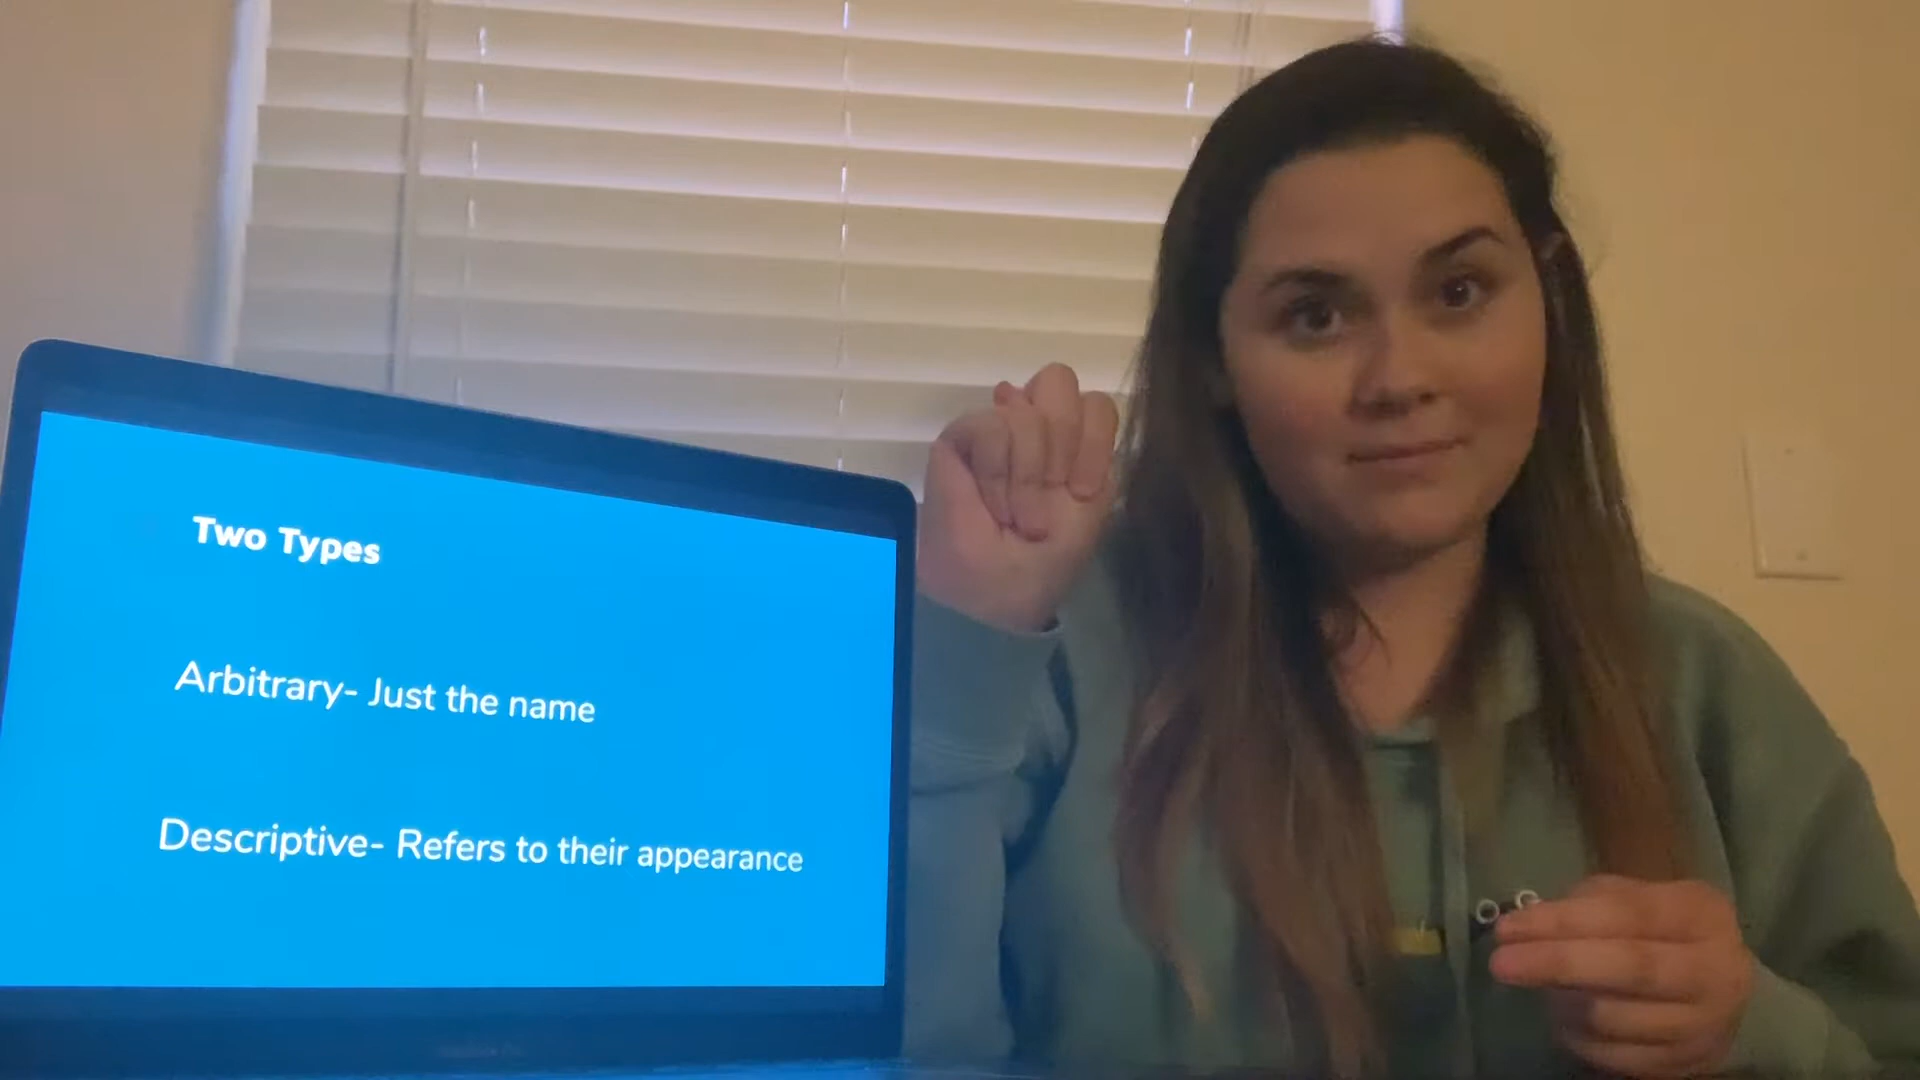 Two Types
Arbitrary- Just the name
Descriptive- Refers to their appearance